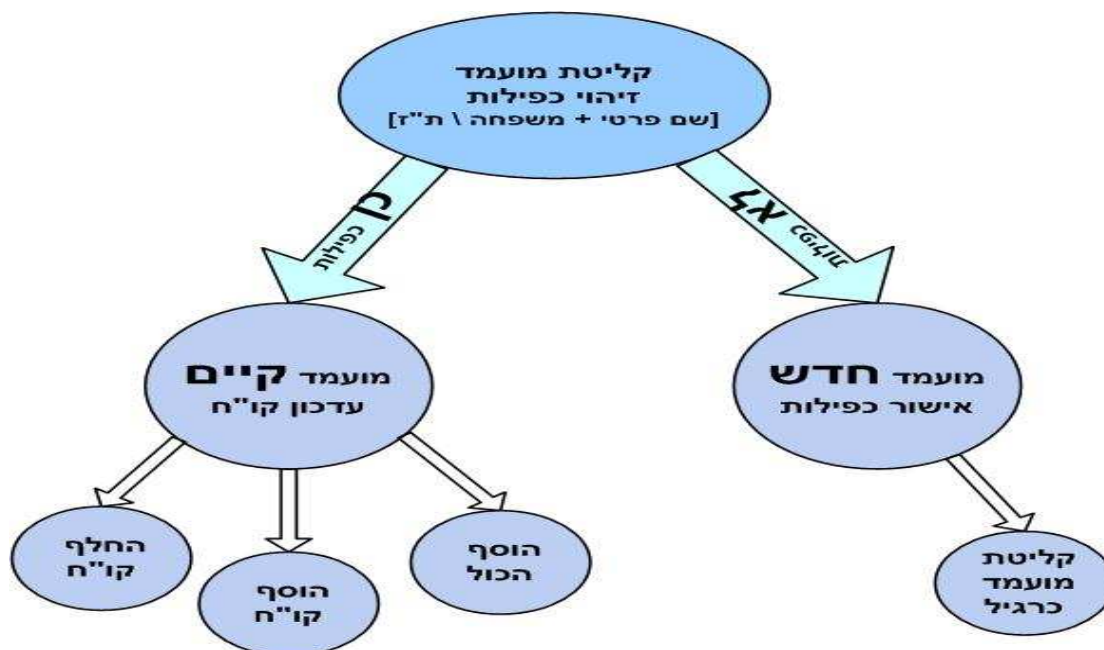 קליטת מועמד
זיהוי כפילות
[שם פרטי + משפחה \ ת"ז]
לא כפילות
כן כפילות
מועמד חדש
אישור כפילות
מועמד קיים
עדכון קו"ח
קליטת
מועמד
כרגיל
הוסף
הכול
הוסף
קו"ח
החלף
קו"ח